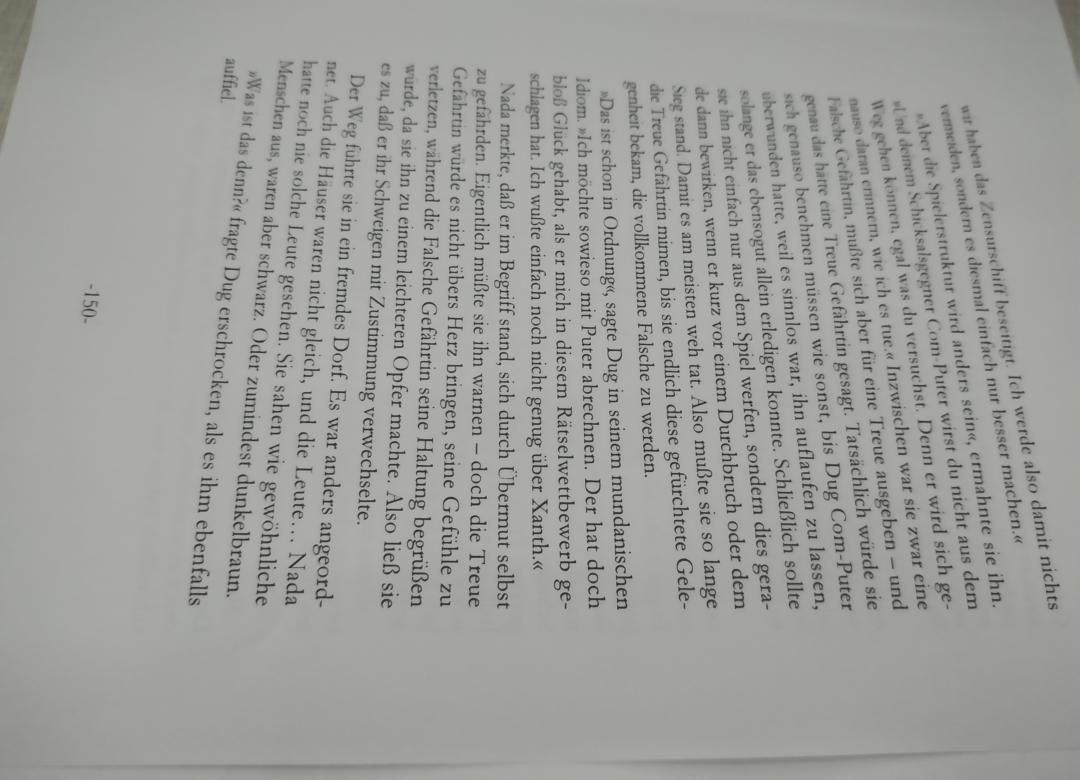 wir haben das Zensurschiff beseitigt. Ich werde also damit nichts
vermeiden, sondern es diesmal einfach nur besser machen.«
»Aber die Spielerstruktur wird anders sein«, ermahnte sie ihn.
»Und deinem Schicksalsgegner Com-Puter wirst du nicht aus dem
Weg gehen können, egal was du versuchst. Denn er wird sich ge-
nauso daran erinnern, wie ich es tue.« Inzwischen war sie zwar eine
Falsche Gefährtin, mußte sich aber für eine Treue ausgeben – und
genau das hätte eine Treue Gefährtin gesagt. Tatsächlich würde sie
sich genauso benehmen müssen wie sonst, bis Dug Com-Puter
überwunden hatte, weil es sinnlos war, ihn auflaufen zu lassen,
solange er das ebensogut allein erledigen konnte. Schließlich sollte
sie ihn nicht einfach nur aus dem Spiel werfen, sondern dies gera-
de dann bewirken, wenn er kurz vor einem Durchbruch oder dem
Sieg stand. Damit es am meisten weh tat. Also mußte sie so lange
die Treue Gefährtin mimen, bis sie endlich diese gefürchtete Gele-
genheit bekam, die vollkommene Falsche zu werden.
»Das ist schon in Ordnung«, sagte Dug in seinem mundanischen
Idiom. »Ich möchte sowieso mit Puter abrechnen. Der hat doch
bloß Glück gehabt, als er mich in diesem Rätselwettbewerb ge-
schlagen hat. Ich wußte einfach noch nicht genug über Xanth.«
Nada merkte, daß er im Begriff stand, sich durch Übermut selbst
zu gefährden. Eigentlich müßte sie ihn warnen – doch die Treue
Gefährtin würde es nicht übers Herz bringen, seine Gefühle zu
verletzen, während die Falsche Gefährtin seine Haltung begrüßen
würde, da sie ihn zu einem leichteren Opfer machte. Also ließ sie
es zu, daß er ihr Schweigen mit Zustimmung verwechselte.
Der Weg führte sie in ein fremdes Dorf. Es war anders angeord-
net. Auch die Häuser waren nicht gleich, und die Leute… Nada
hatte noch nie solche Leute gesehen. Sie sahen wie gewöhnliche
Menschen aus, waren aber schwarz. Oder zumindest dunkelbraun.
»Was is das denn?« fragte Dug erschrocken, als es ihm ebenfalls
auffiel.
-150-